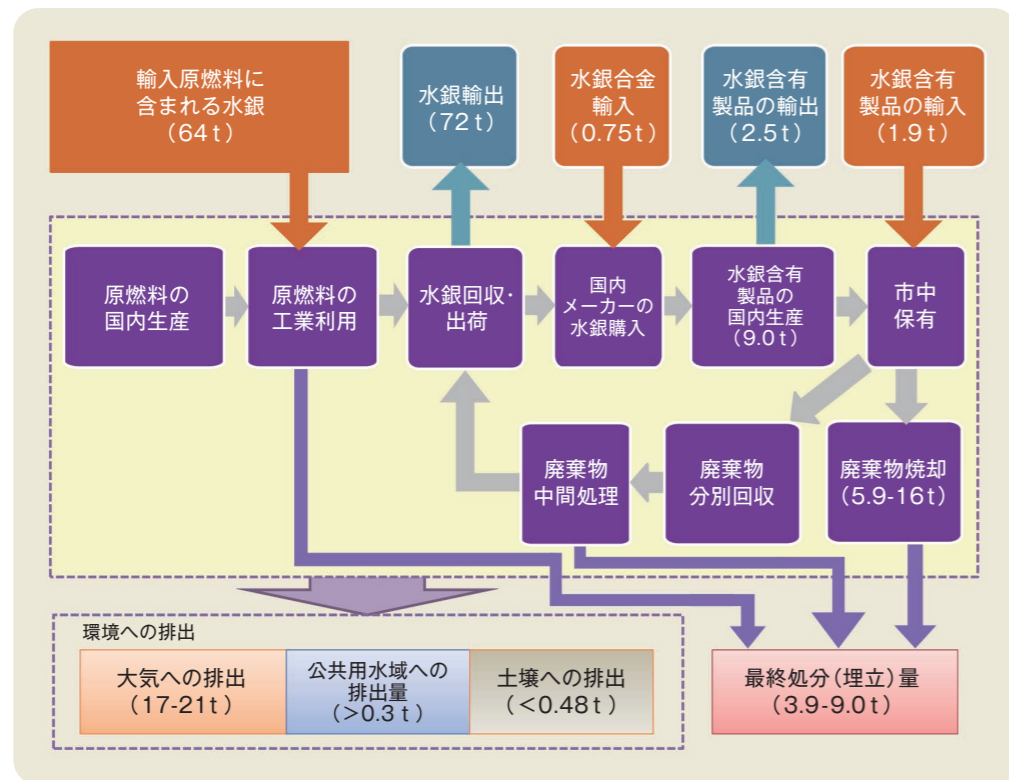 輸入原燃料に
含まれる水銀
（64ｔ）
水銀輸出
（72ｔ）
水銀合金
輸入
（0.75ｔ）
水銀含有
製品の輸出
（2.5ｔ）
水銀含有
製品の輸入
（1.9ｔ）
原燃料の
国内生産
原燃料の
工業利用
水銀回収・
出荷
国内
メーカーの
水銀購入
水銀含有
製品の
国内生産
（9.0ｔ）
市中
保有
廃棄物
中間処理
廃棄物
分別回収
廃棄物焼却
（5.9-16ｔ）
環境への排出
大気への排出
（17-21ｔ）
公共用水域への
排出量
（＞0.3ｔ）
土壌への排出
（＜0.48ｔ）
最終処分（埋立）量
（3.9-9.0ｔ）